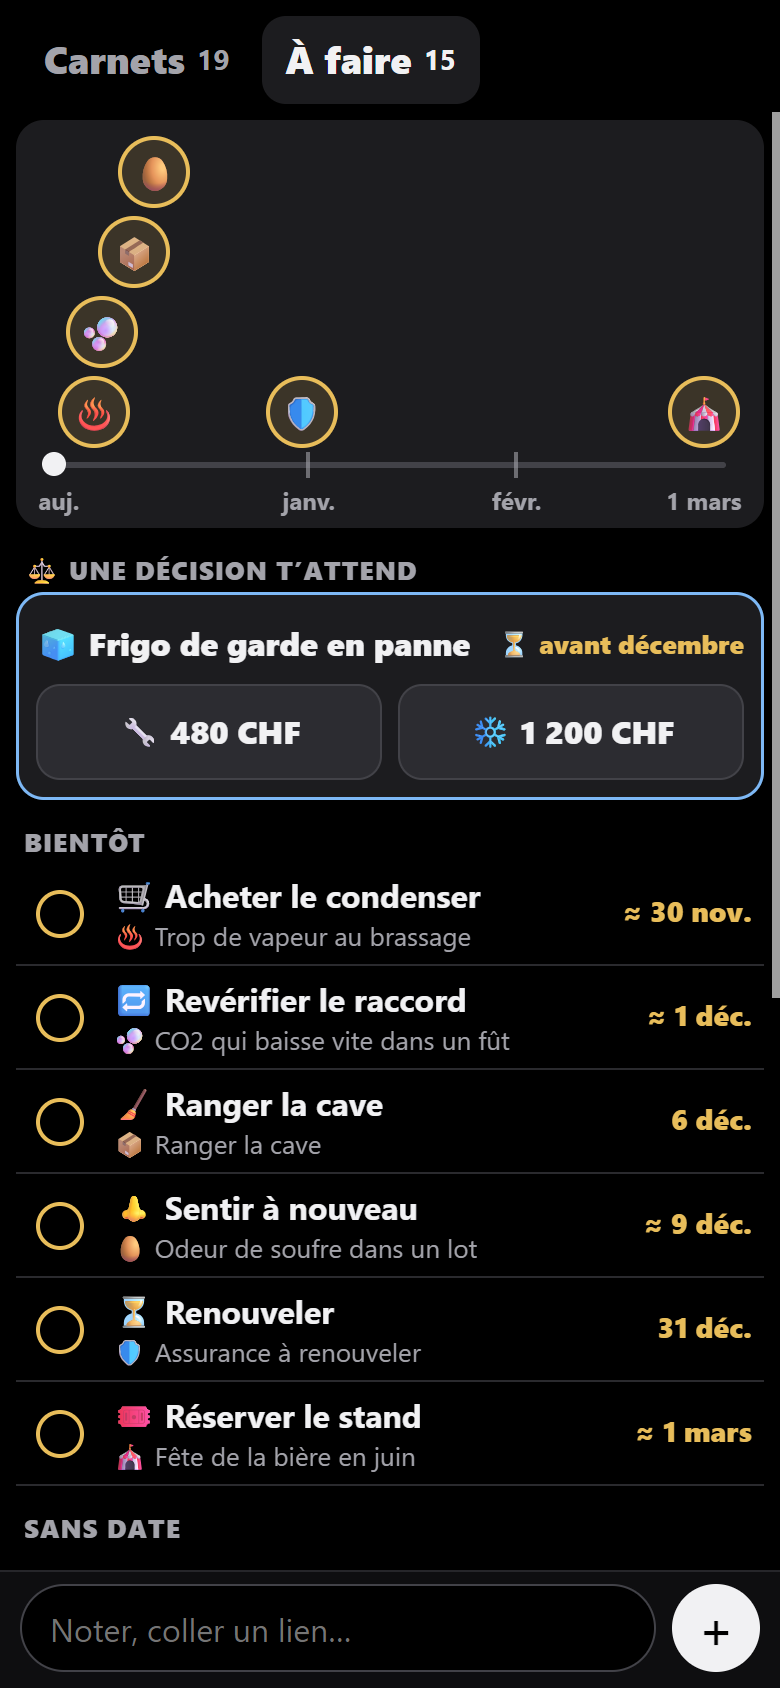 Carnets 19
À faire 15
auj.
janv.
févr.
1 mars
UNE DÉCISION T’ATTEND
Frigo de garde en panne
avant décembre
480 CHF
1 200 CHF
BIENTÔT
Acheter le condenser
≈ 30 nov.
Trop de vapeur au brassage
Revérifier le raccord
≈ 1 déc.
CO2 qui baisse vite dans un fût
Ranger la cave
6 déc.
Ranger la cave
Sentir à nouveau
≈ 9 déc.
Odeur de soufre dans un lot
Renouveler
31 déc.
Assurance à renouveler
Réserver le stand
≈ 1 mars
Fête de la bière en juin
SANS DATE
Noter, coller un lien...
+